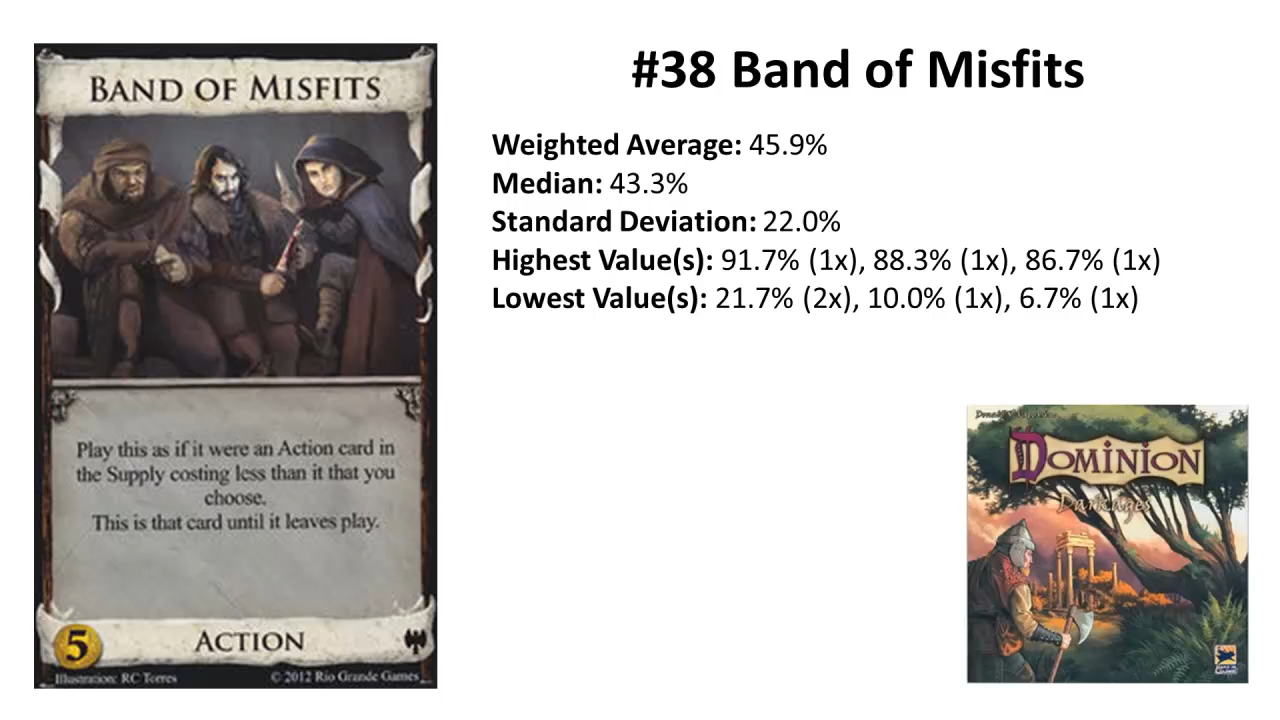 BAND OF MISFITS
Play this as if it were an Action card in
the Supply costing less than it that you
choose.
This is that card until it leaves play.
5
ACTION
Illustration: RC Torres
© 2012 Rio Grande Games
#38 Band of Misfits
Weighted Average: 45.9%
Median: 43.3%
Standard Deviation: 22.0%
Highest Value(s): 91.7% (1x), 88.3% (1x), 86.7% (1x)
Lowest Value(s): 21.7% (2x), 10.0% (1x), 6.7% (1x)
DOMINION
Dark Ages